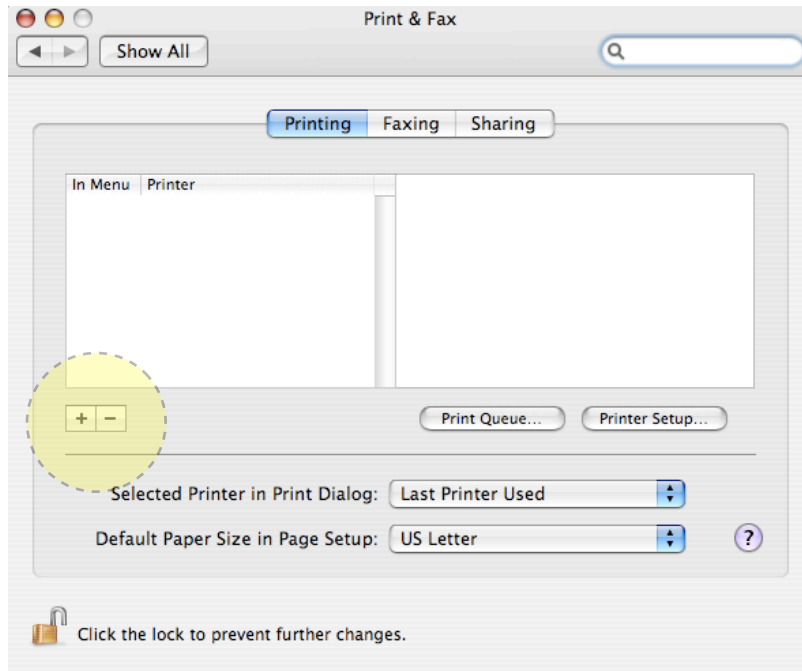 Print & Fax
Show All
Printing Faxing Sharing
In Menu Printer
+ −
Print Queue... Printer Setup...
Selected Printer in Print Dialog: Last Printer Used
Default Paper Size in Page Setup: US Letter ?
Click the lock to prevent further changes.